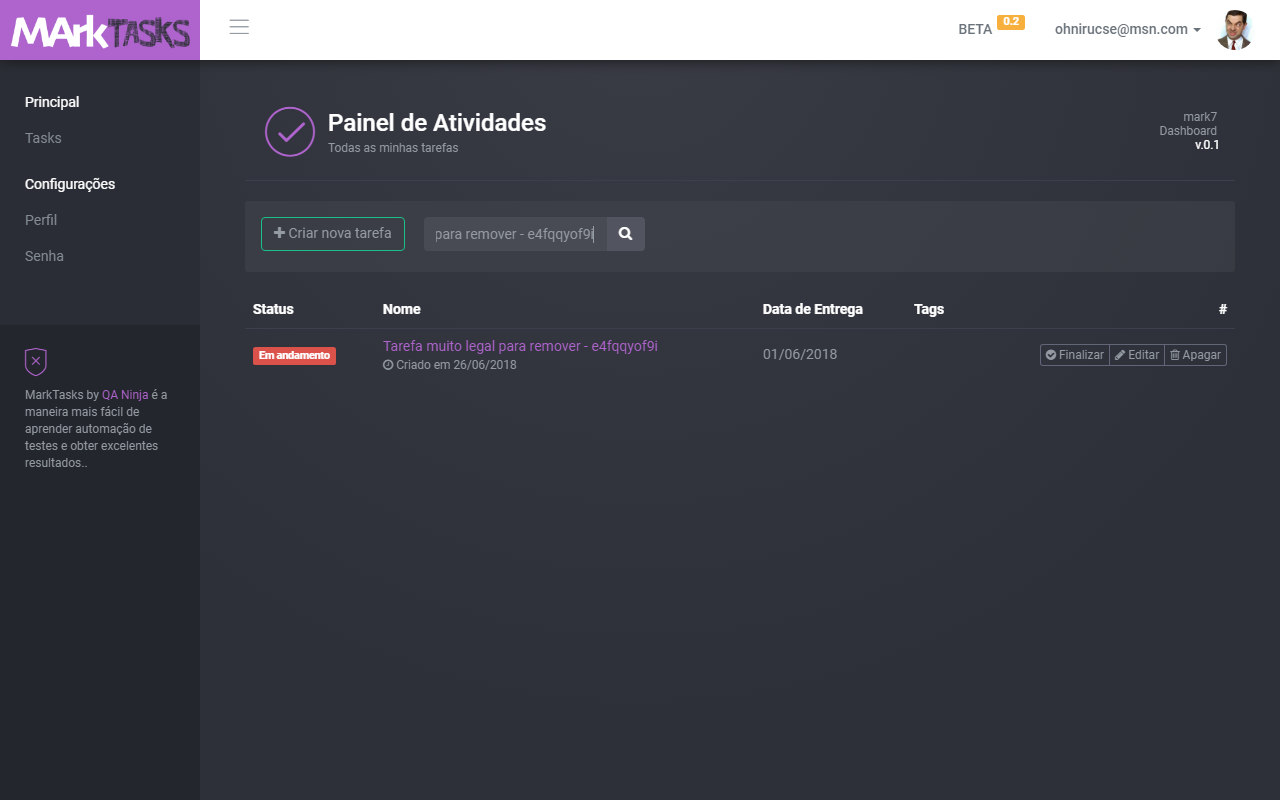 MArkTASKS
BETA 0.2
ohnirucse@msn.com
Principal
Tasks
Configurações
Perfil
Senha
MarkTasks by QA Ninja é a
maneira mais fácil de
aprender automação de
testes e obter excelentes
resultados..
Painel de Atividades
Todas as minhas tarefas
mark7
Dashboard
v.0.1
Criar nova tarefa
para remover - e4fqqyof9i
Status Nome Data de Entrega Tags #
Em andamento
Tarefa muito legal para remover - e4fqqyof9i
Criado em 26/06/2018
01/06/2018
Finalizar Editar Apagar